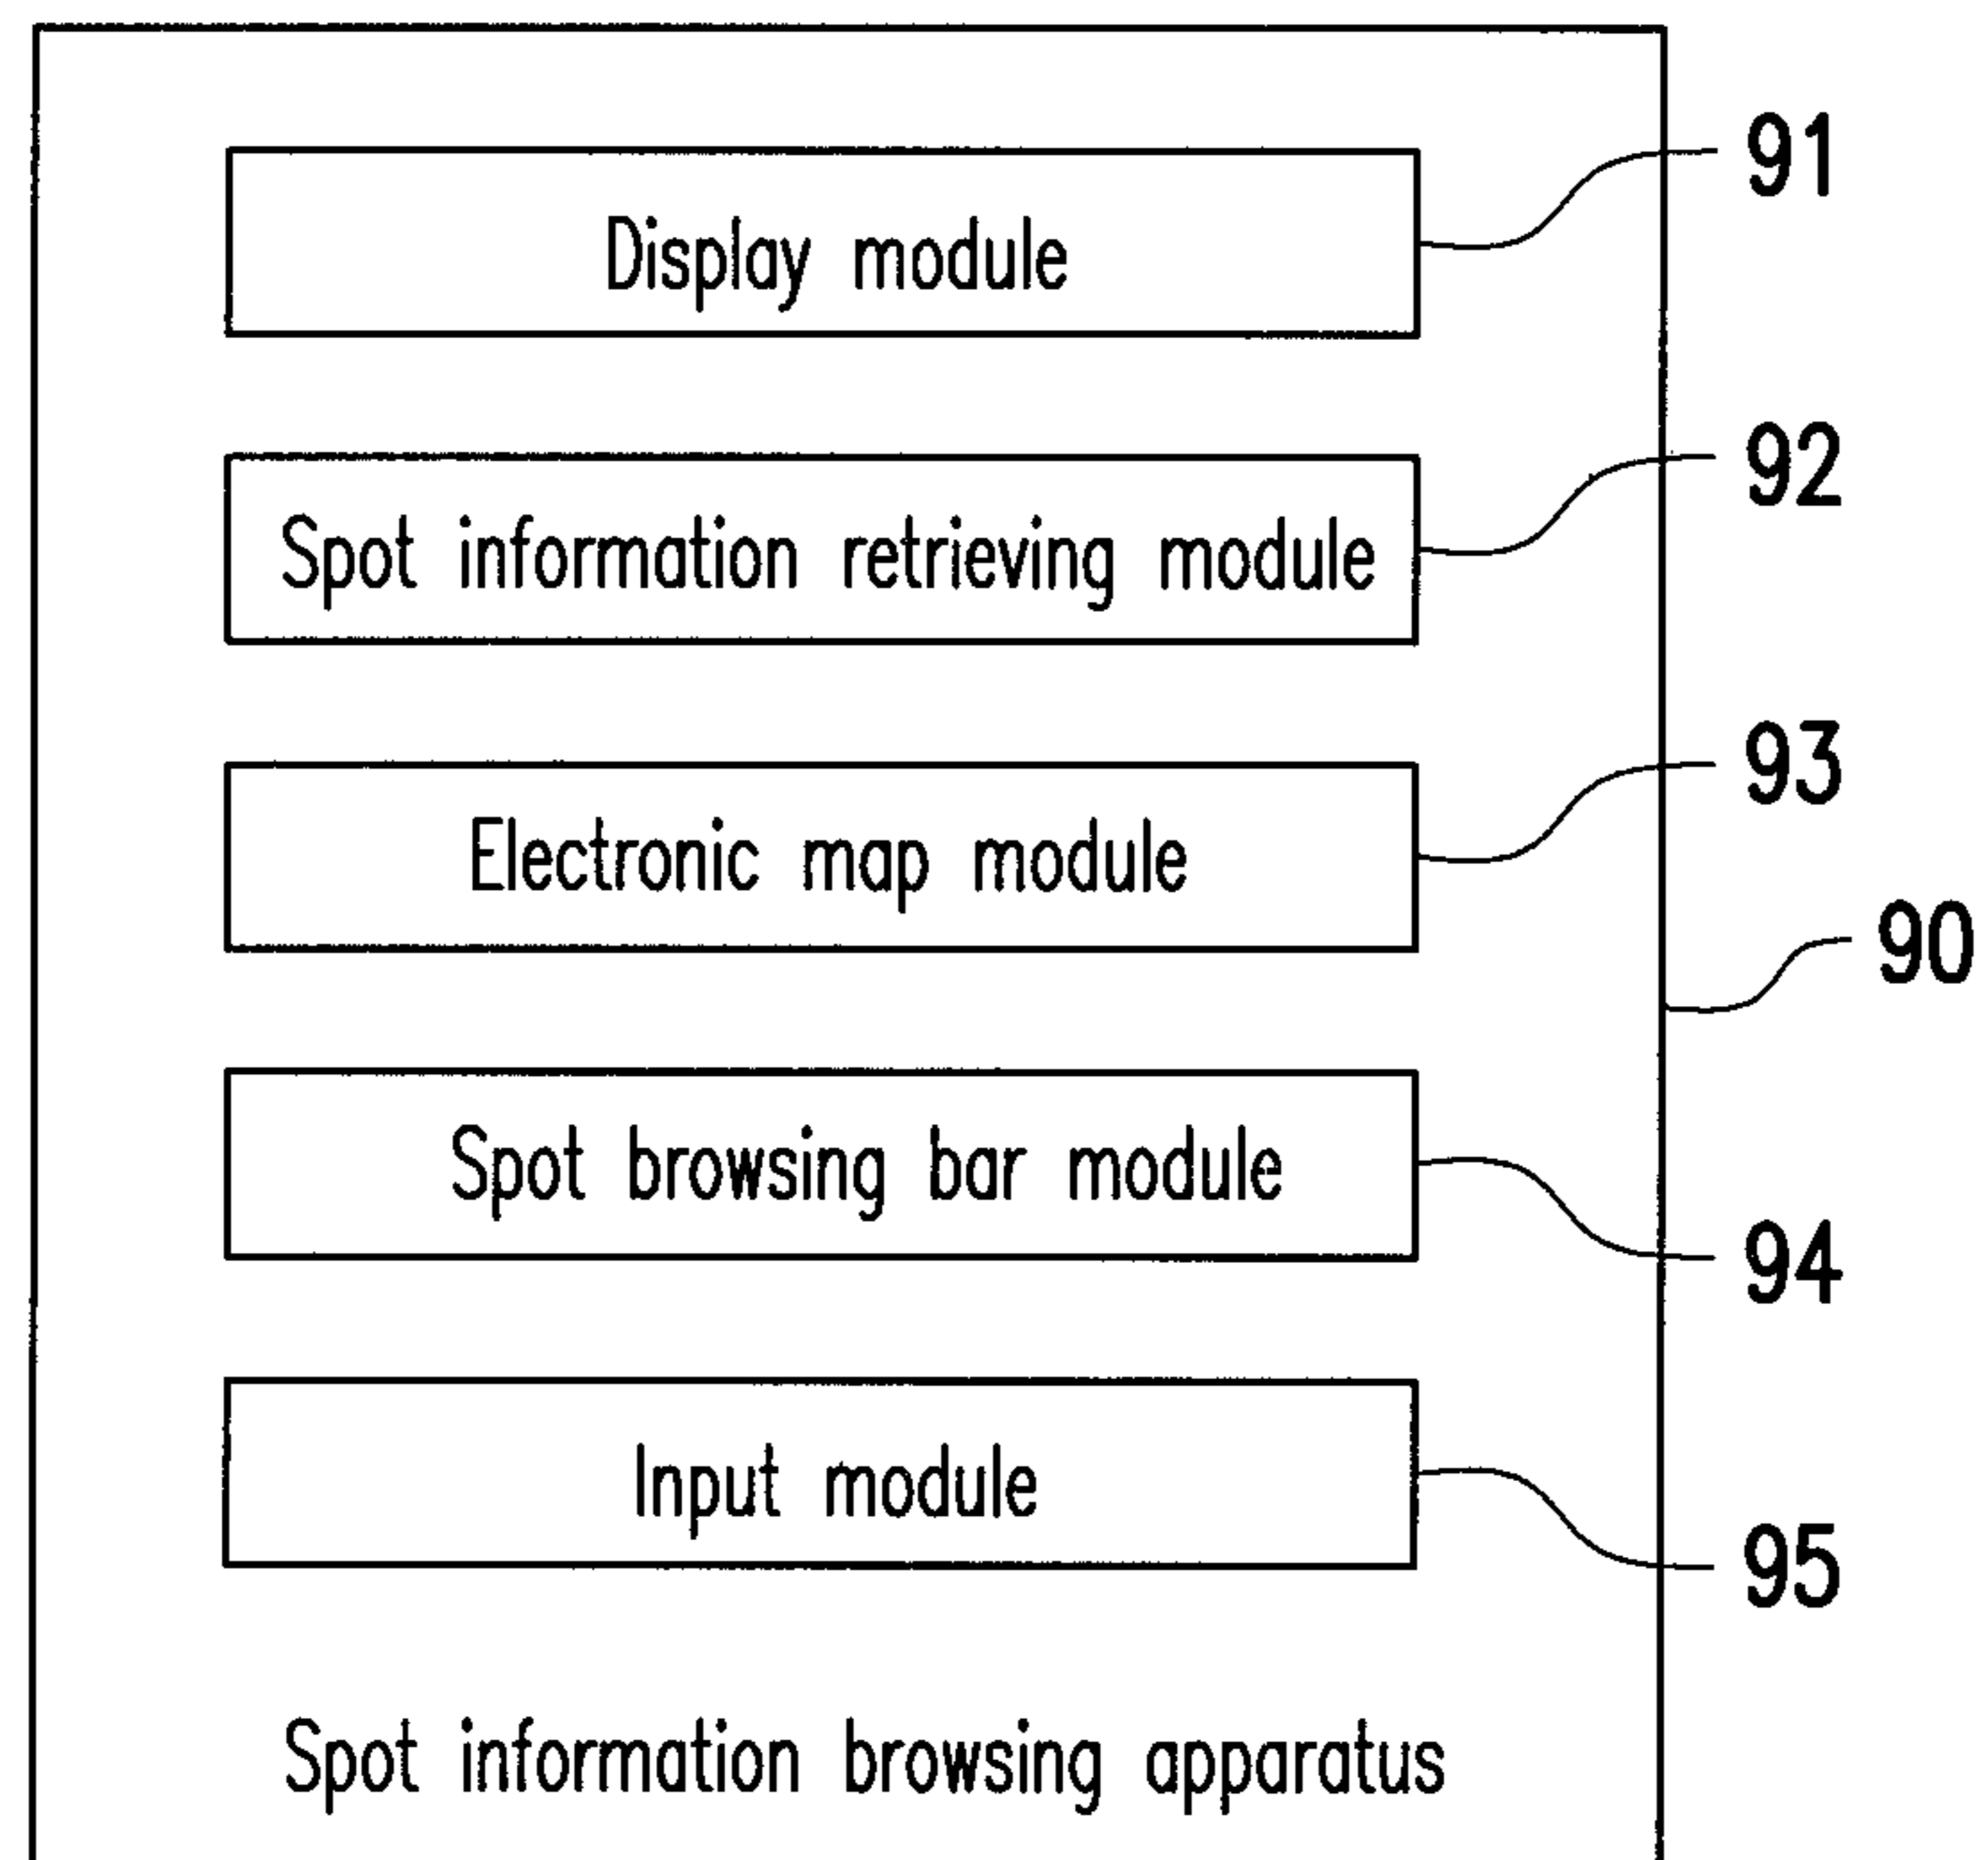 91
Display module
92
Spot information retrieving module
93
Electronic map module
90
Spot browsing bar module
94
Input module
95
Spot information browsing apparatus